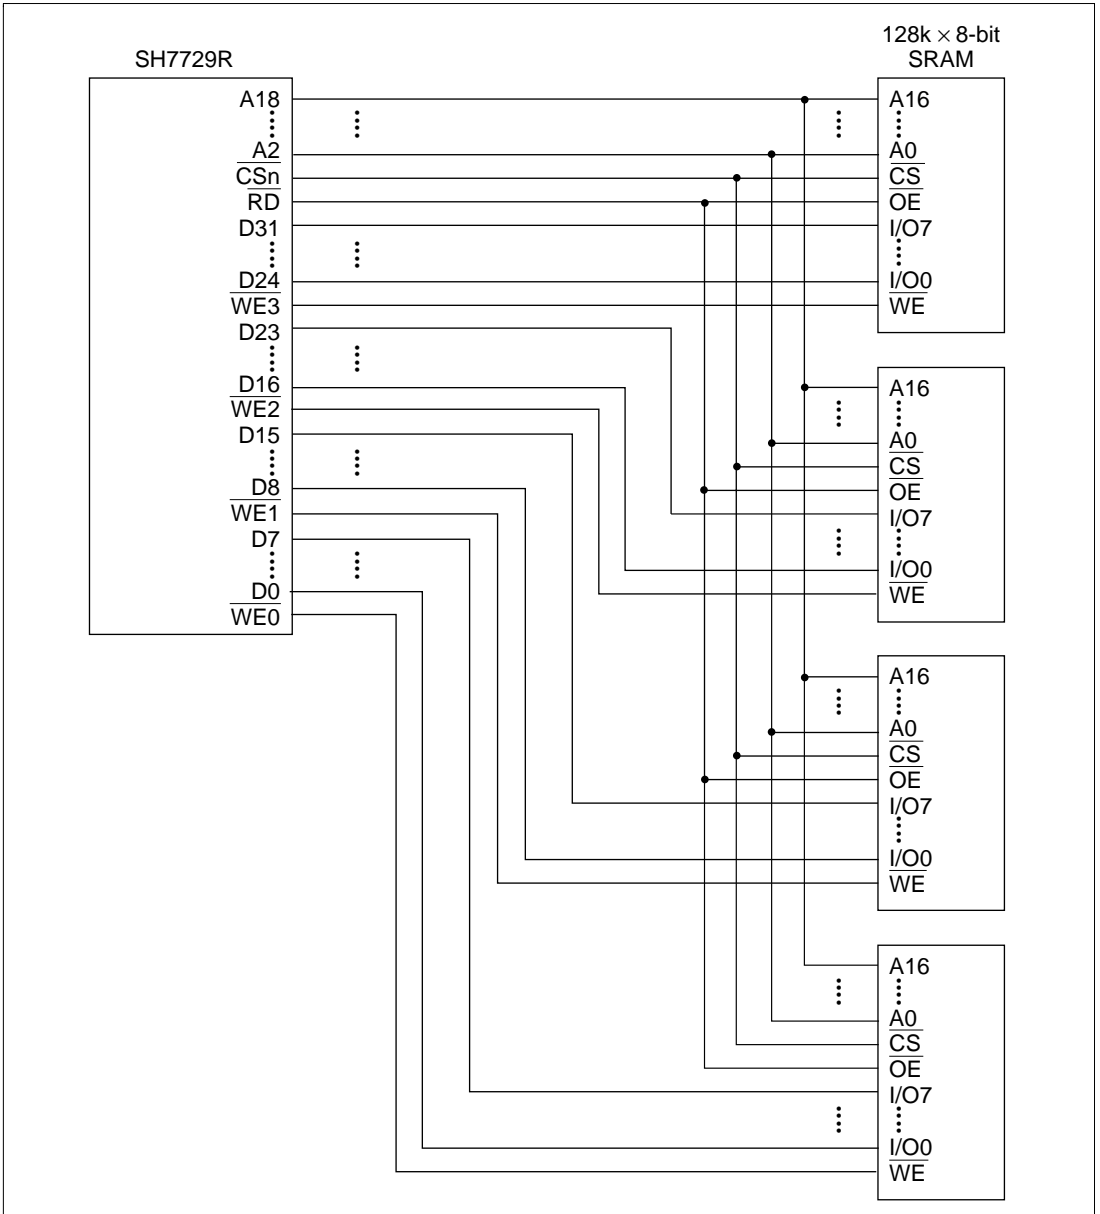 SH7729R
A18
A2
CSn
RD
D31
D24
WE3
D23
D16
WE2
D15
D8
WE1
D7
D0
WE0
128k × 8-bit
SRAM
A16
A0
CS
OE
I/O7
I/O0
WE
A16
A0
CS
OE
I/O7
I/O0
WE
A16
A0
CS
OE
I/O7
I/O0
WE
A16
A0
CS
OE
I/O7
I/O0
WE